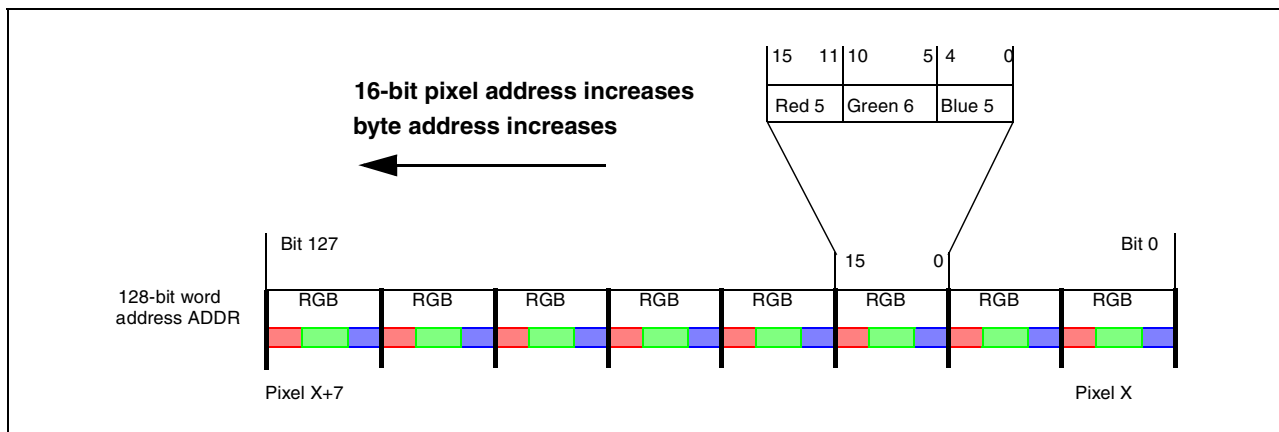 15 11 10 5 4 0
16-bit pixel address increases
byte address increases
Red 5 Green 6 Blue 5
Bit 127
Bit 0
15 0
128-bit word
address ADDR
RGB RGB RGB RGB RGB RGB RGB RGB
Pixel X+7
Pixel X